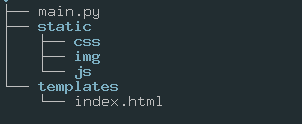 ├── main.py
├── static
│   ├── css
│   ├── img
│   └── js
└── templates
    └── index.html